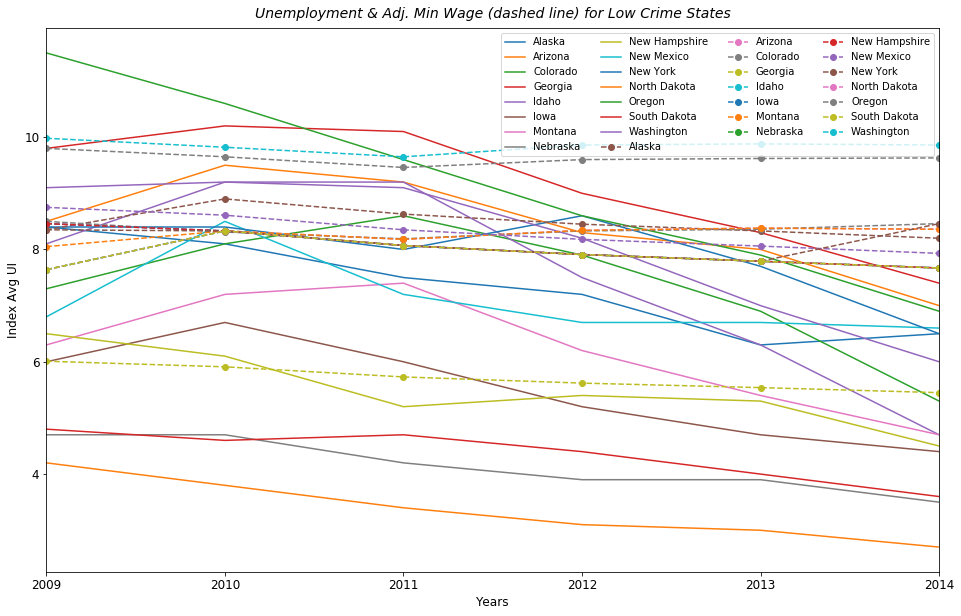 Unemployment & Adj. Min Wage (dashed line) for Low Crime States
Alaska New Hampshire Arizona New Hampshire
Arizona New Mexico Colorado New Mexico
Colorado New York Georgia New York
Georgia North Dakota Idaho North Dakota
Idaho Oregon Iowa Oregon
Iowa South Dakota Montana South Dakota
Montana Washington Nebraska Washington
Nebraska Alaska
10
8
6
4
Index Avg UI
2009 2010 2011 2012 2013 2014
Years